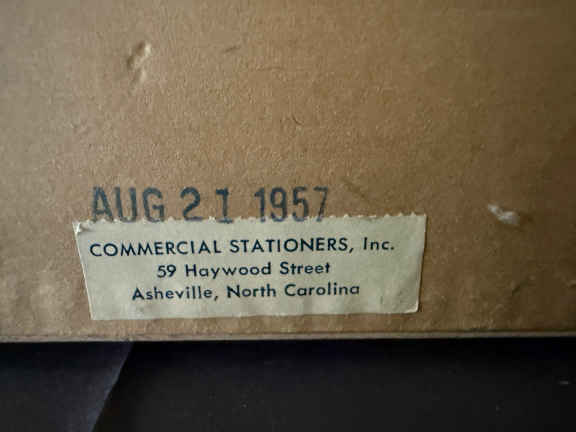 AUG 21 1957
COMMERCIAL STATIONERS, Inc.
59 Haywood Street
Asheville, North Carolina